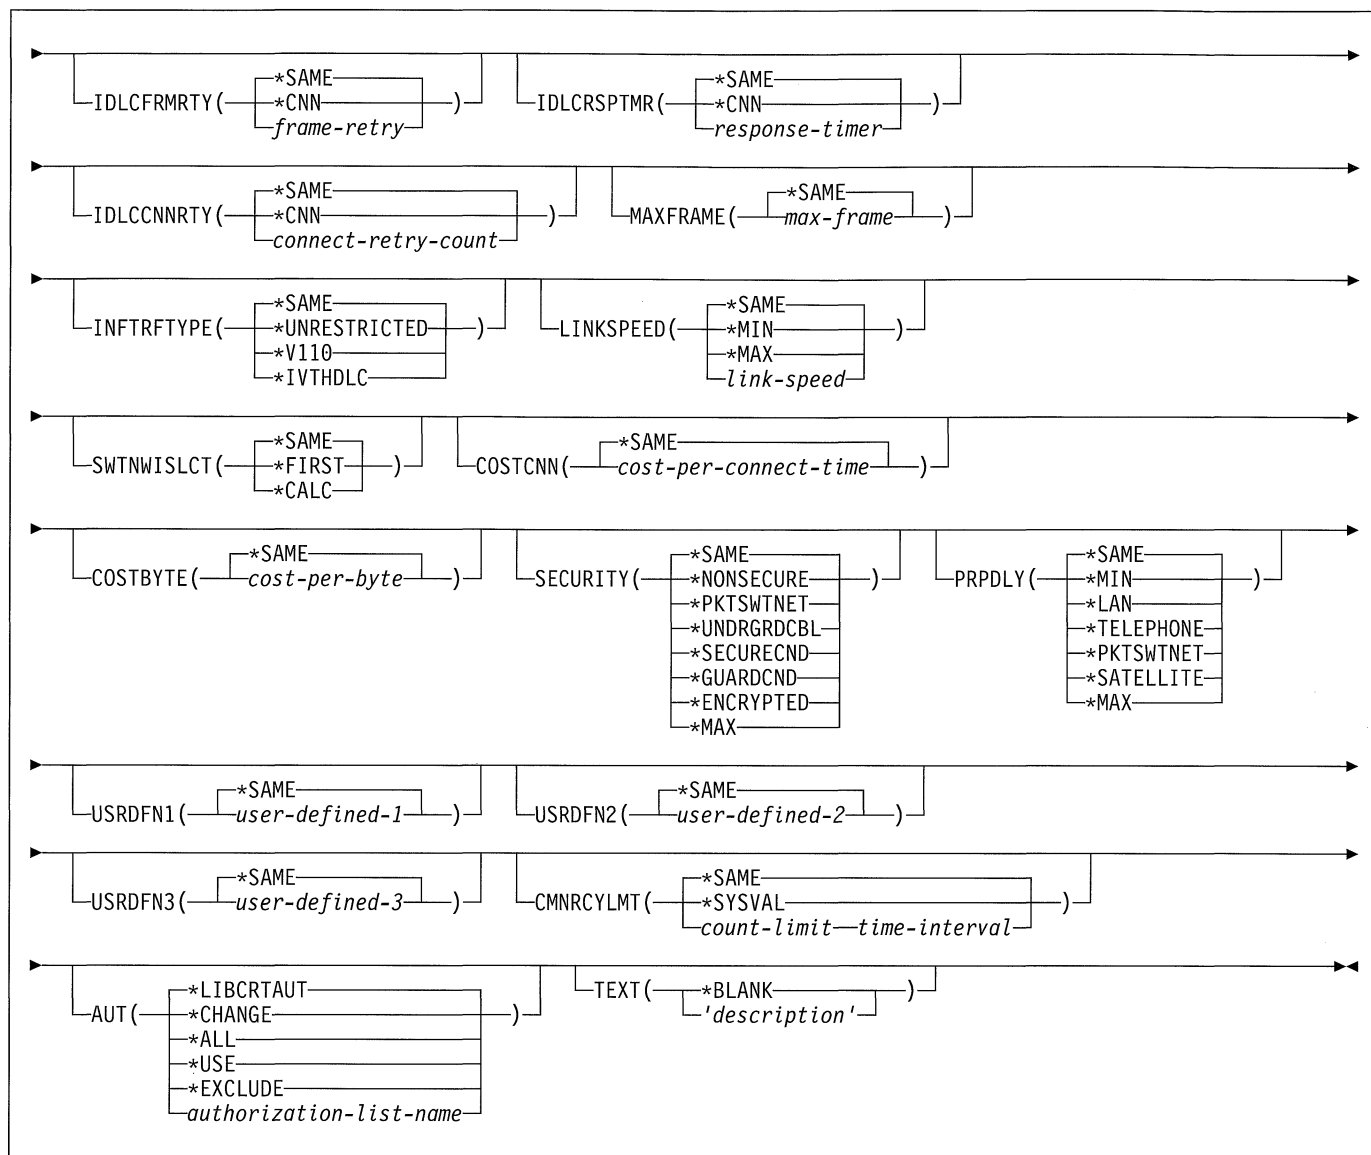 IDLCFRMRTY( *SAME *CNN frame-retry ) IDLCRSPTMR( *SAME *CNN response-timer )
IDLCCNNRTY( *SAME *CNN connect-retry-count ) MAXFRAME( *SAME max-frame )
INFTRFTYPE( *SAME *UNRESTRICTED *V110 *IVTHDLC ) LINKSPEED( *SAME *MIN *MAX link-speed )
SWTNWISLCT( *SAME *FIRST *CALC ) COSTCNN( *SAME cost-per-connect-time )
COSTBYTE( *SAME cost-per-byte ) SECURITY( *SAME *NONSECURE *PKTSWTNET *UNDRGRDCBL *SECURECND *GUARDCND *ENCRYPTED *MAX ) PRPDLY( *SAME *MIN *LAN *TELEPHONE *PKTSWTNET *SATELLITE *MAX )
USRDFN1( *SAME user-defined-1 ) USRDFN2( *SAME user-defined-2 )
USRDFN3( *SAME user-defined-3 ) CMNRCYLMT( *SAME *SYSVAL count-limit time-interval )
AUT( *LIBCRTAUT *CHANGE *ALL *USE *EXCLUDE authorization-list-name ) TEXT( *BLANK 'description' )